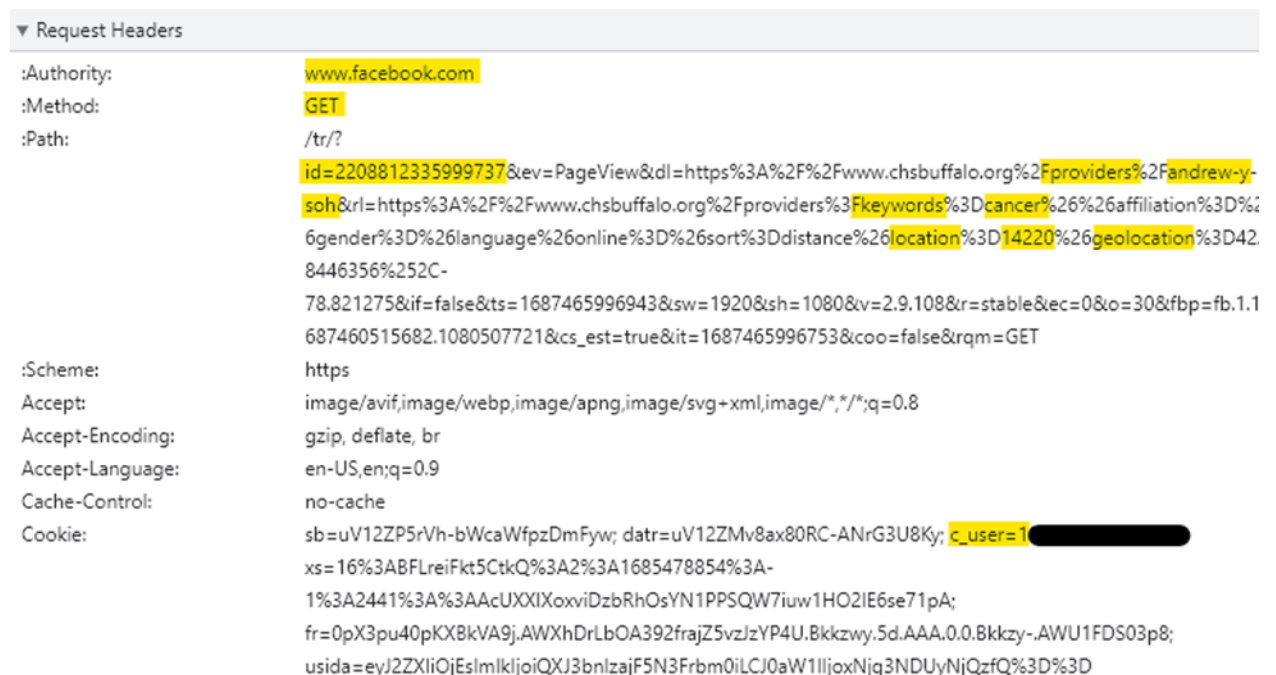 ▼ Request Headers
:Authority: www.facebook.com
:Method: GET
:Path: /tr/?
id=2208812335999737&ev=PageView&dl=https%3A%2F%2Fwww.chsbuffalo.org%2Fproviders%2Fandrew-y-
soh&rl=https%3A%2F%2Fwww.chsbuffalo.org%2Fproviders%3Fkeywords%3Dcancer%26%26affiliation%3D%2
6gender%3D%26language%26online%3D%26sort%3Ddistance%26location%3D14220%26geolocation%3D42.
8446356%252C-
78.821275&if=false&ts=1687465996943&sw=1920&sh=1080&v=2.9.108&r=stable&ec=0&o=30&fbp=fb.1.1
687460515682.1080507721&cs_est=true&it=1687465996753&coo=false&rqm=GET
:Scheme: https
Accept: image/avif,image/webp,image/apng,image/svg+xml,image/*,*/*;q=0.8
Accept-Encoding: gzip, deflate, br
Accept-Language: en-US,en;q=0.9
Cache-Control: no-cache
Cookie: sb=uV12ZP5rVh-bWcaWfpzDmFyw; datr=uV12ZMv8ax80RC-ANrG3U8Ky; c_user=1
xs=16%3ABFLreiFkt5CtkQ%3A2%3A1685478854%3A-
1%3A2441%3A%3AAcUXXIXoxviDzbRhOsYN1PPSQW7iuw1HO2IE6se71pA;
fr=0pX3pu40pKXBkVA9j.AWXhDrLbOA392frajZ5vzJzYP4U.Bkkzwy.5d.AAA.0.0.Bkkzy-.AWU1FDS03p8;
usida=eyJ2ZXIiOjEsImlkIjoiQXJ3bnIzajF5N3Frbm0iLCJ0aW1lIjoxNjg3NDUyNjQzfQ%3D%3D